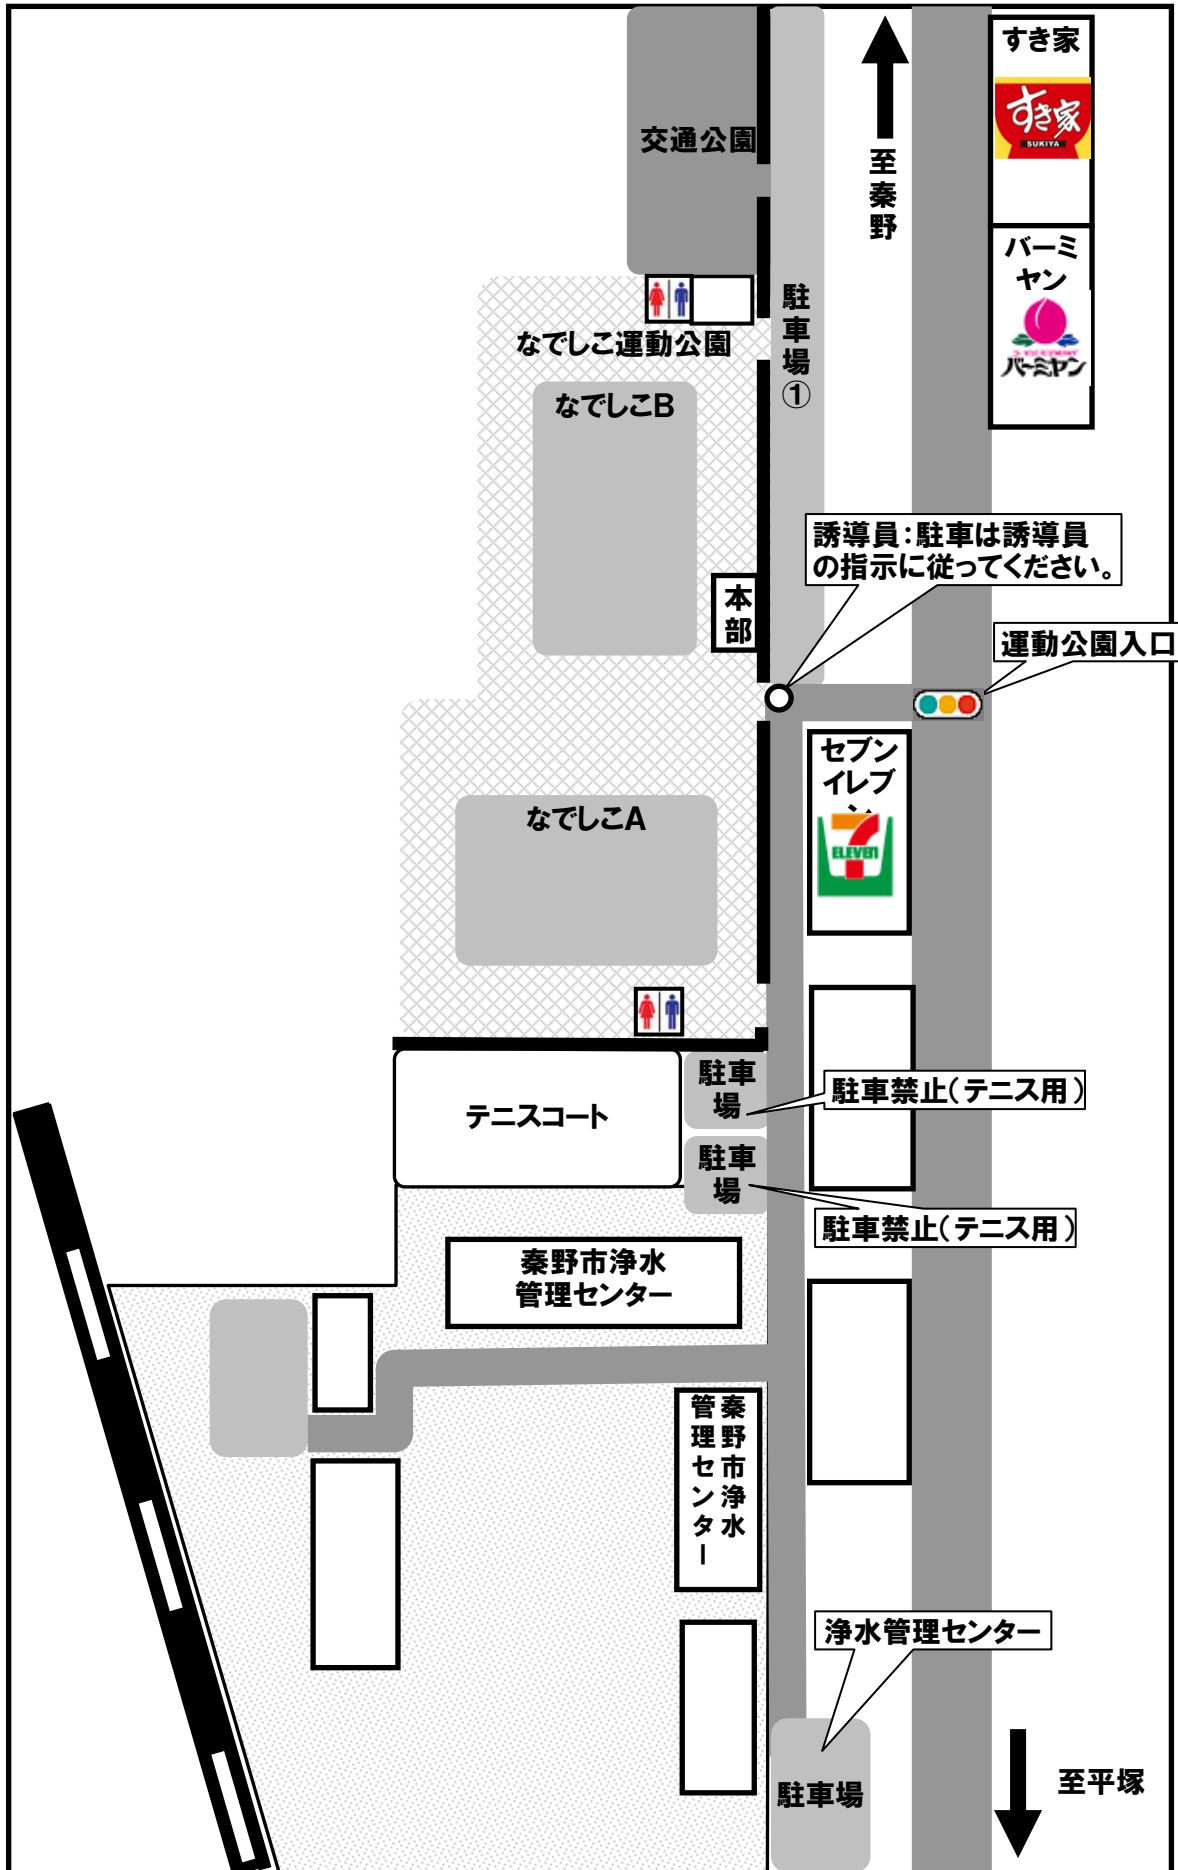 すき家
すき家
SUKIYA
交通公園
至秦野
バーミ
ヤン
バーミヤン
駐車場①
なでしこ運動公園
なでしこB
誘導員：駐車は誘導員
の指示に従ってください。
本部
運動公園入口
セブン
イレブ
ン
7
ELEVEn
なでしこA
駐車
場
駐車禁止（テニス用）
テニスコート
駐車
場
駐車禁止（テニス用）
秦野市浄水
管理センター
秦野市浄水
管理センター
浄水管理センター
駐車場
至平塚